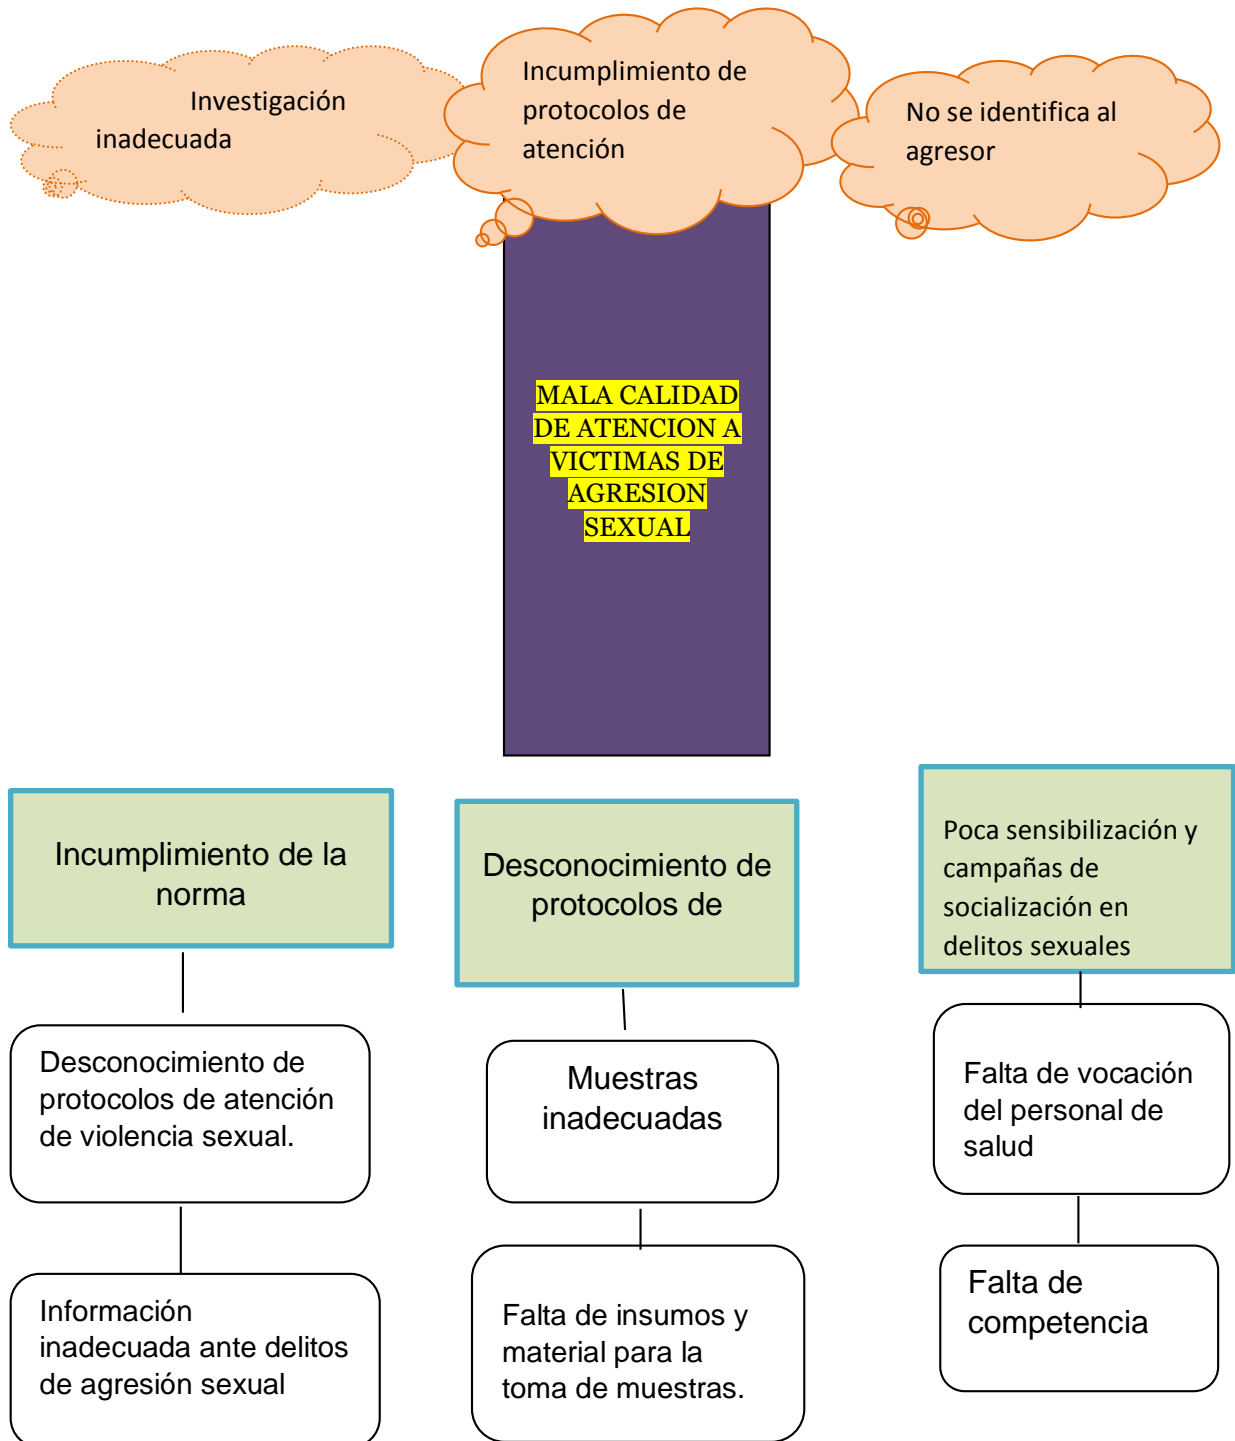 Investigación
inadecuada
Incumplimiento de
protocolos de
atención
No se identifica al
agresor
MALA CALIDAD
DE ATENCION A
VICTIMAS DE
AGRESION
SEXUAL
Incumplimiento de la
norma
Desconocimiento de
protocolos de
Poca sensibilización y
campañas de
socialización en
delitos sexuales
Desconocimiento de
protocolos de atención
de violencia sexual.
Muestras
inadecuadas
Falta de vocación
del personal de
salud
Información
inadecuada ante delitos
de agresión sexual
Falta de insumos y
material para la
toma de muestras.
Falta de
competencia